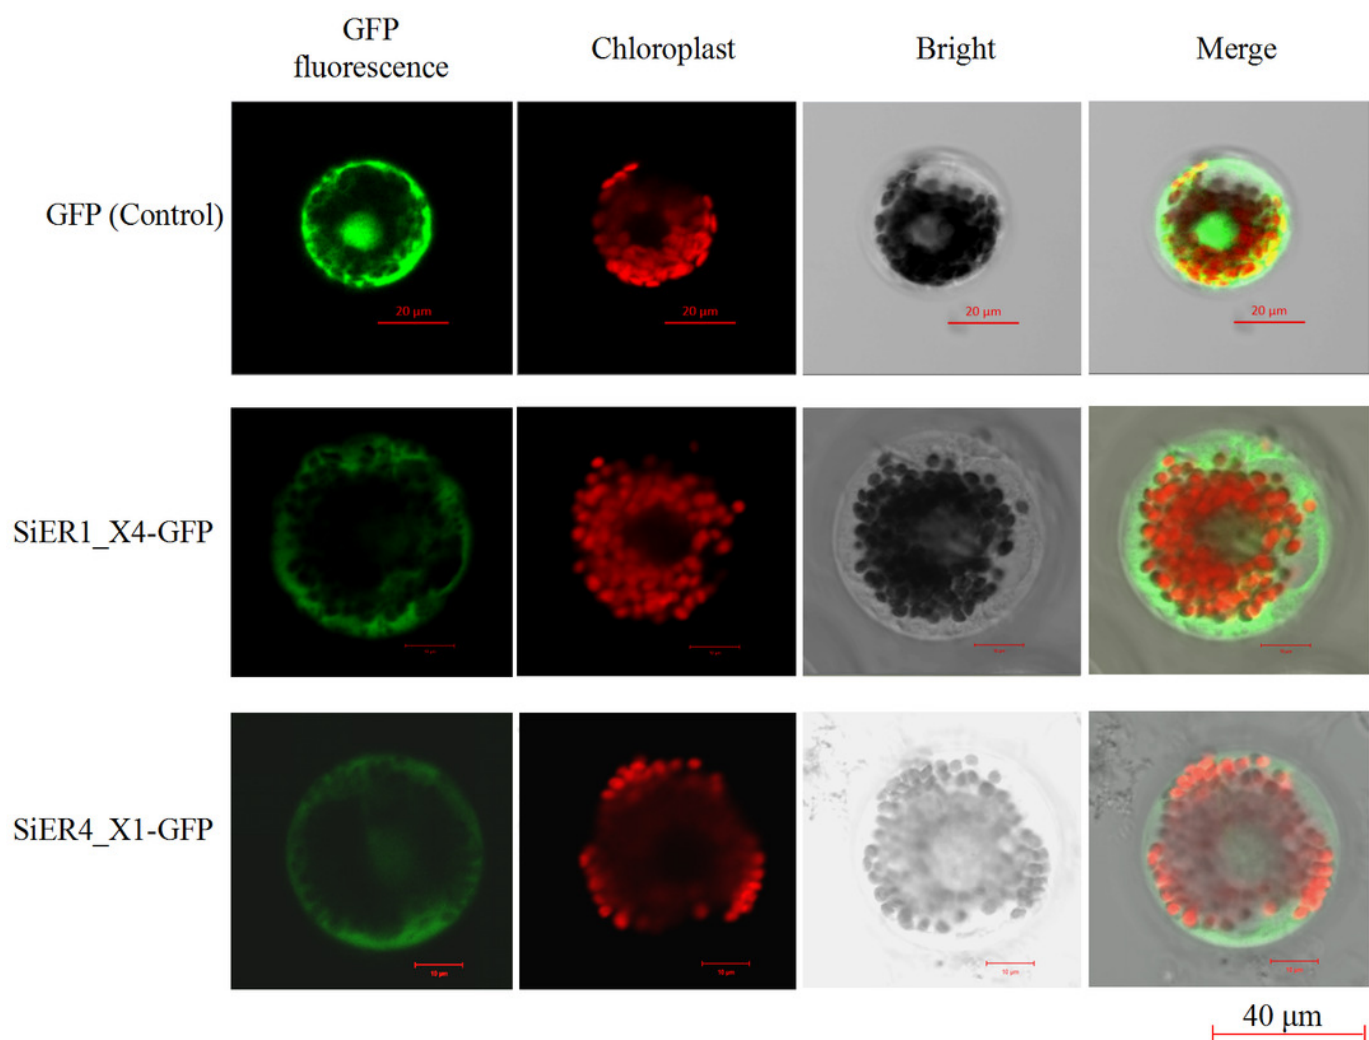 GFP
fluorescence
Chloroplast
Bright
Merge
GFP (Control)
20 μm
20 μm
20 μm
20 μm
SiER1_X4-GFP
SiER4_X1-GFP
10 μm
10 μm
10 μm
10 μm
40 μm